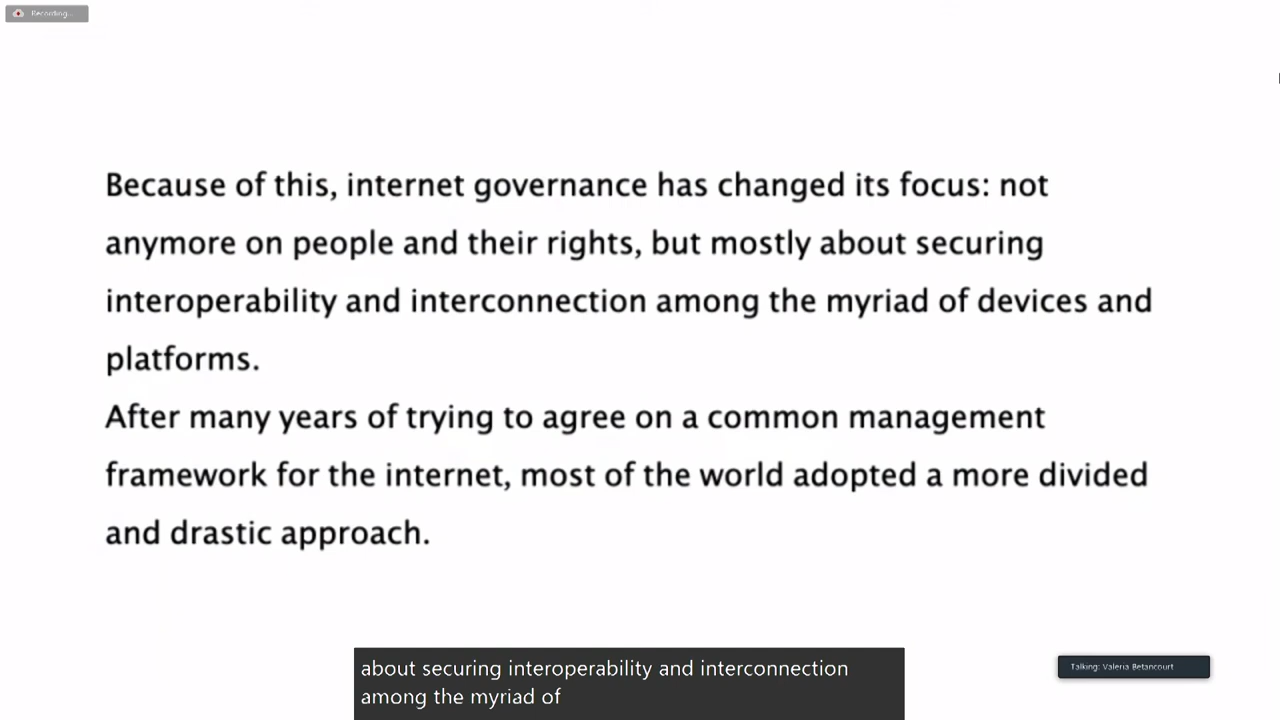 Recording...
Because of this, internet governance has changed its focus: not
anymore on people and their rights, but mostly about securing
interoperability and interconnection among the myriad of devices and
platforms.
After many years of trying to agree on a common management
framework for the internet, most of the world adopted a more divided
and drastic approach.
about securing interoperability and interconnection
among the myriad of
Talking: Valeria Betancourt